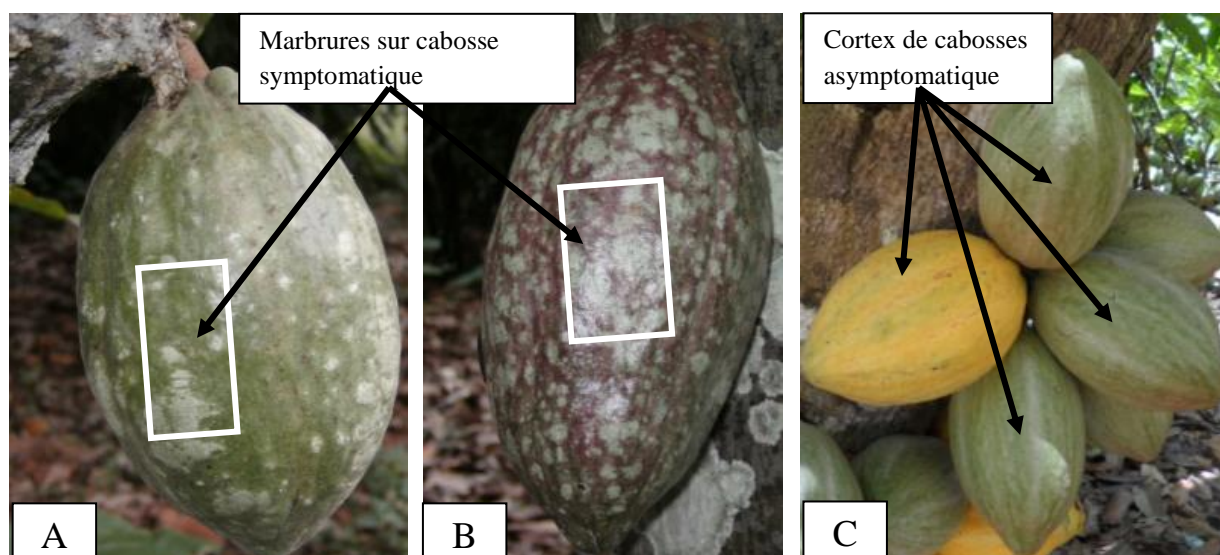 Marbrures sur cabosse
symptomatique
Cortex de cabosses
asymptomatique
A
B
C